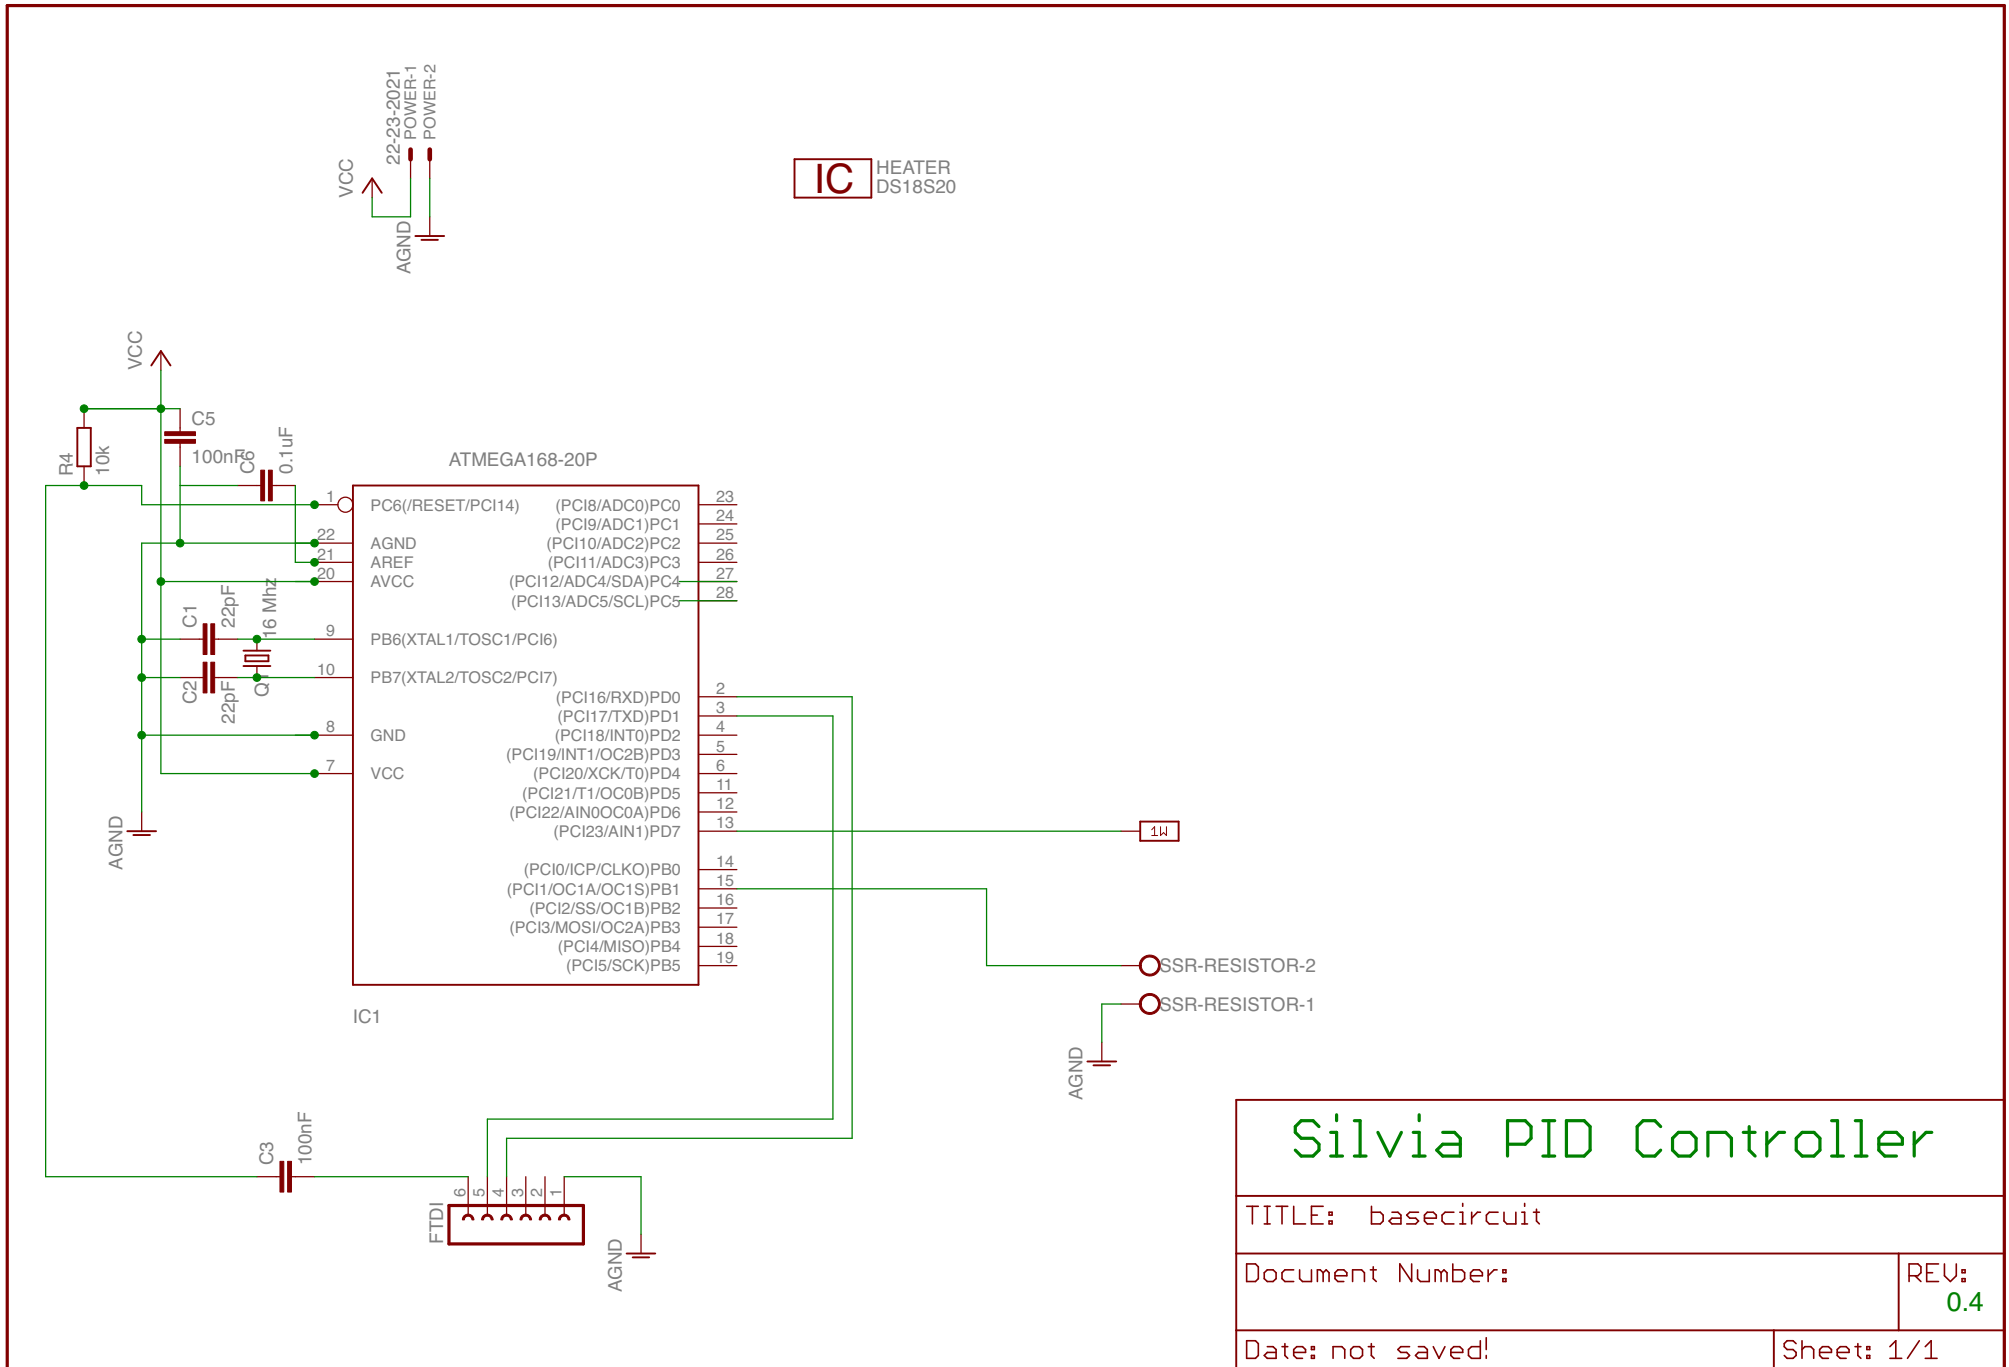 22-23-2021
POWER-1
POWER-2
VCC
AGND
IC
HEATER
DS18S20
VCC
R4
10k
C5
100nF
C6
0.1uF
ATMEGA168-20P
1 PC6(/RESET/PCI14)
22 AGND
21 AREF
20 AVCC
9 PB6(XTAL1/TOSC1/PCI6)
10 PB7(XTAL2/TOSC2/PCI7)
8 GND
7 VCC
(PCI8/ADC0)PC0 23
(PCI9/ADC1)PC1 24
(PCI10/ADC2)PC2 25
(PCI11/ADC3)PC3 26
(PCI12/ADC4/SDA)PC4 27
(PCI13/ADC5/SCL)PC5 28
(PCI16/RXD)PD0 2
(PCI17/TXD)PD1 3
(PCI18/INT0)PD2 4
(PCI19/INT1/OC2B)PD3 5
(PCI20/XCK/T0)PD4 6
(PCI21/T1/OC0B)PD5 11
(PCI22/AIN0OC0A)PD6 12
(PCI23/AIN1)PD7 13
(PCI0/ICP/CLKO)PB0 14
(PCI1/OC1A/OC1S)PB1 15
(PCI2/SS/OC1B)PB2 16
(PCI3/MOSI/OC2A)PB3 17
(PCI4/MISO)PB4 18
(PCI5/SCK)PB5 19
C1
22pF
16 Mhz
C2
22pF
AGND
1W
IC1
SSR-RESISTOR-2
SSR-RESISTOR-1
AGND
C3
100nF
FTDI
6 5 4 3 2 1
AGND
Silvia PID Controller
TITLE: basecircuit
Document Number:
REV:
0.4
Date: not saved!
Sheet: 1/1